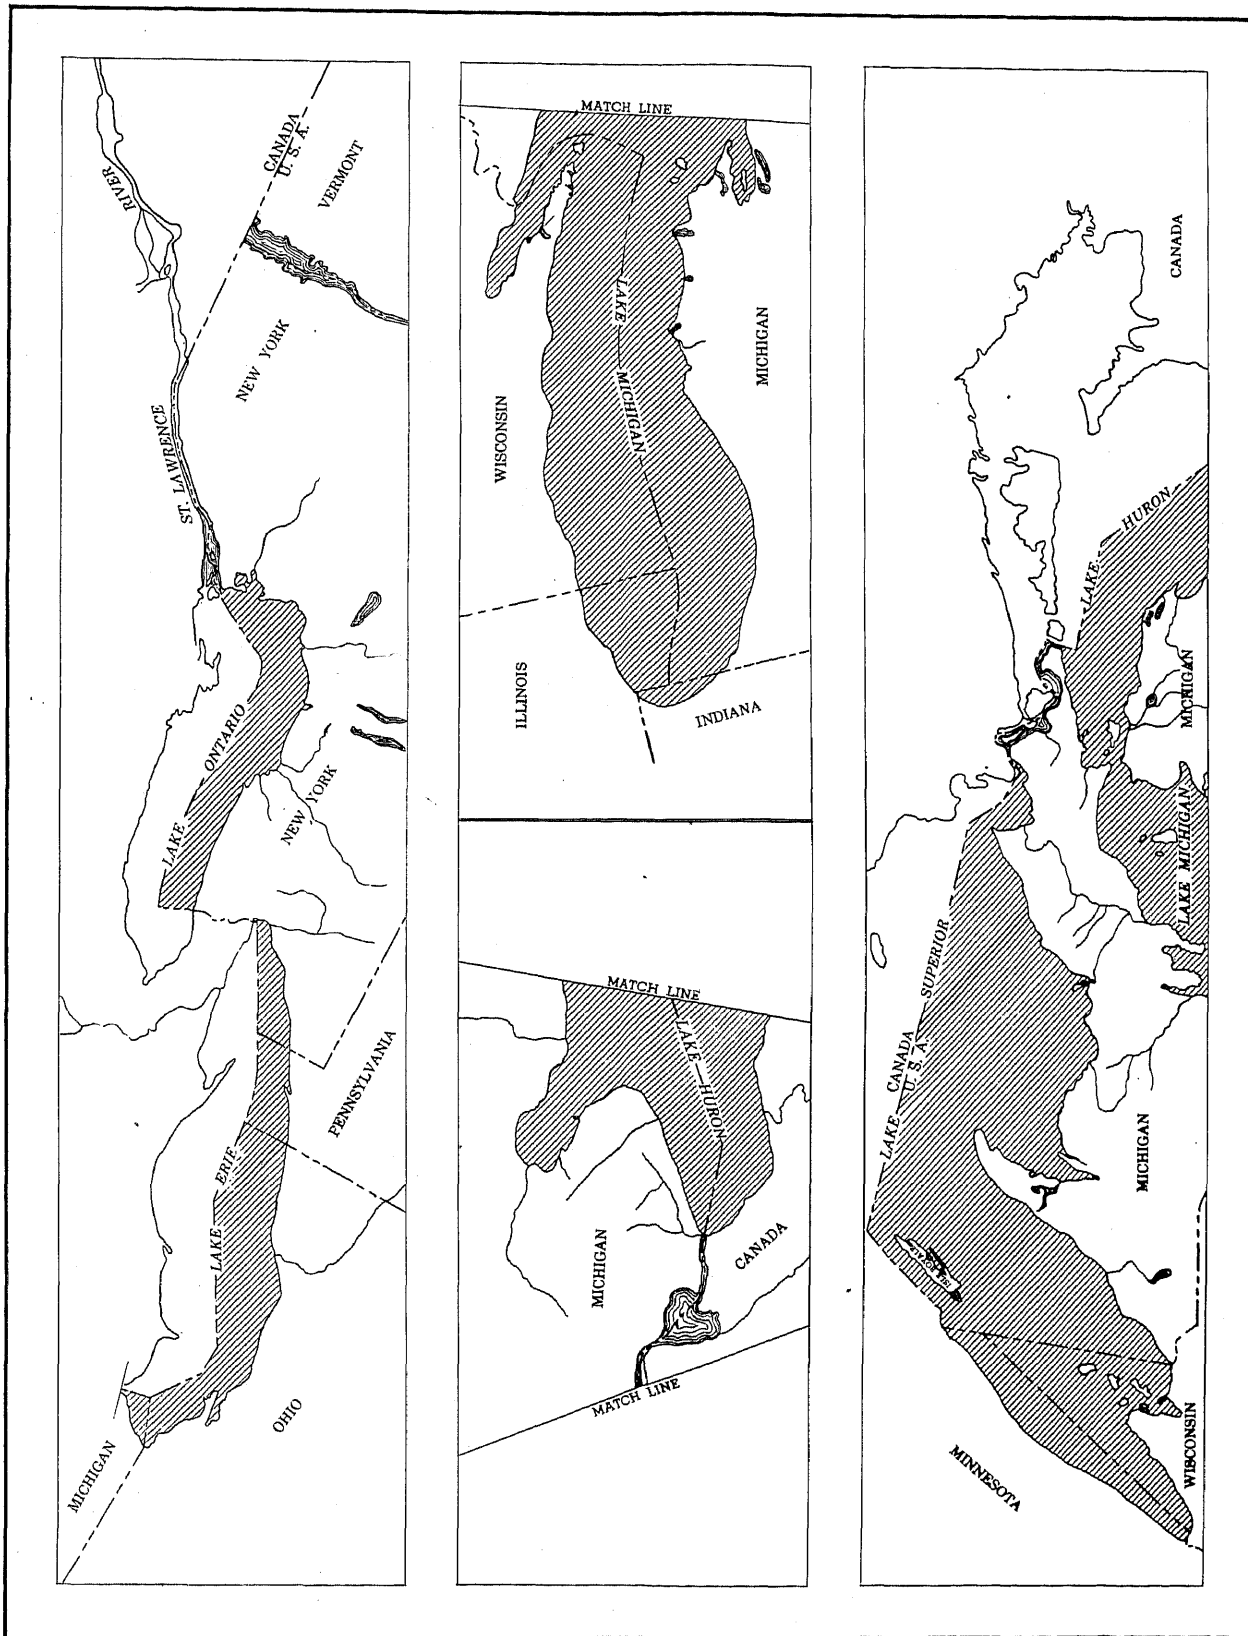 RIVER
CANADA
U. S. A.
VERMONT
NEW YORK
ST. LAWRENCE
LAKE ONTARIO
NEW YORK
PENNSYLVANIA
LAKE ERIE
OHIO
MICHIGAN
MATCH LINE
LAKE MICHIGAN
MICHIGAN
WISCONSIN
ILLINOIS
INDIANA
MATCH LINE
LAKE HURON
MICHIGAN
CANADA
MATCH LINE
CANADA
LAKE HURON
MICHIGAN
LAKE MICHIGAN
LAKE SUPERIOR
CANADA
U. S. A.
MICHIGAN
ISLE ROYALE
MINNESOTA
WISCONSIN